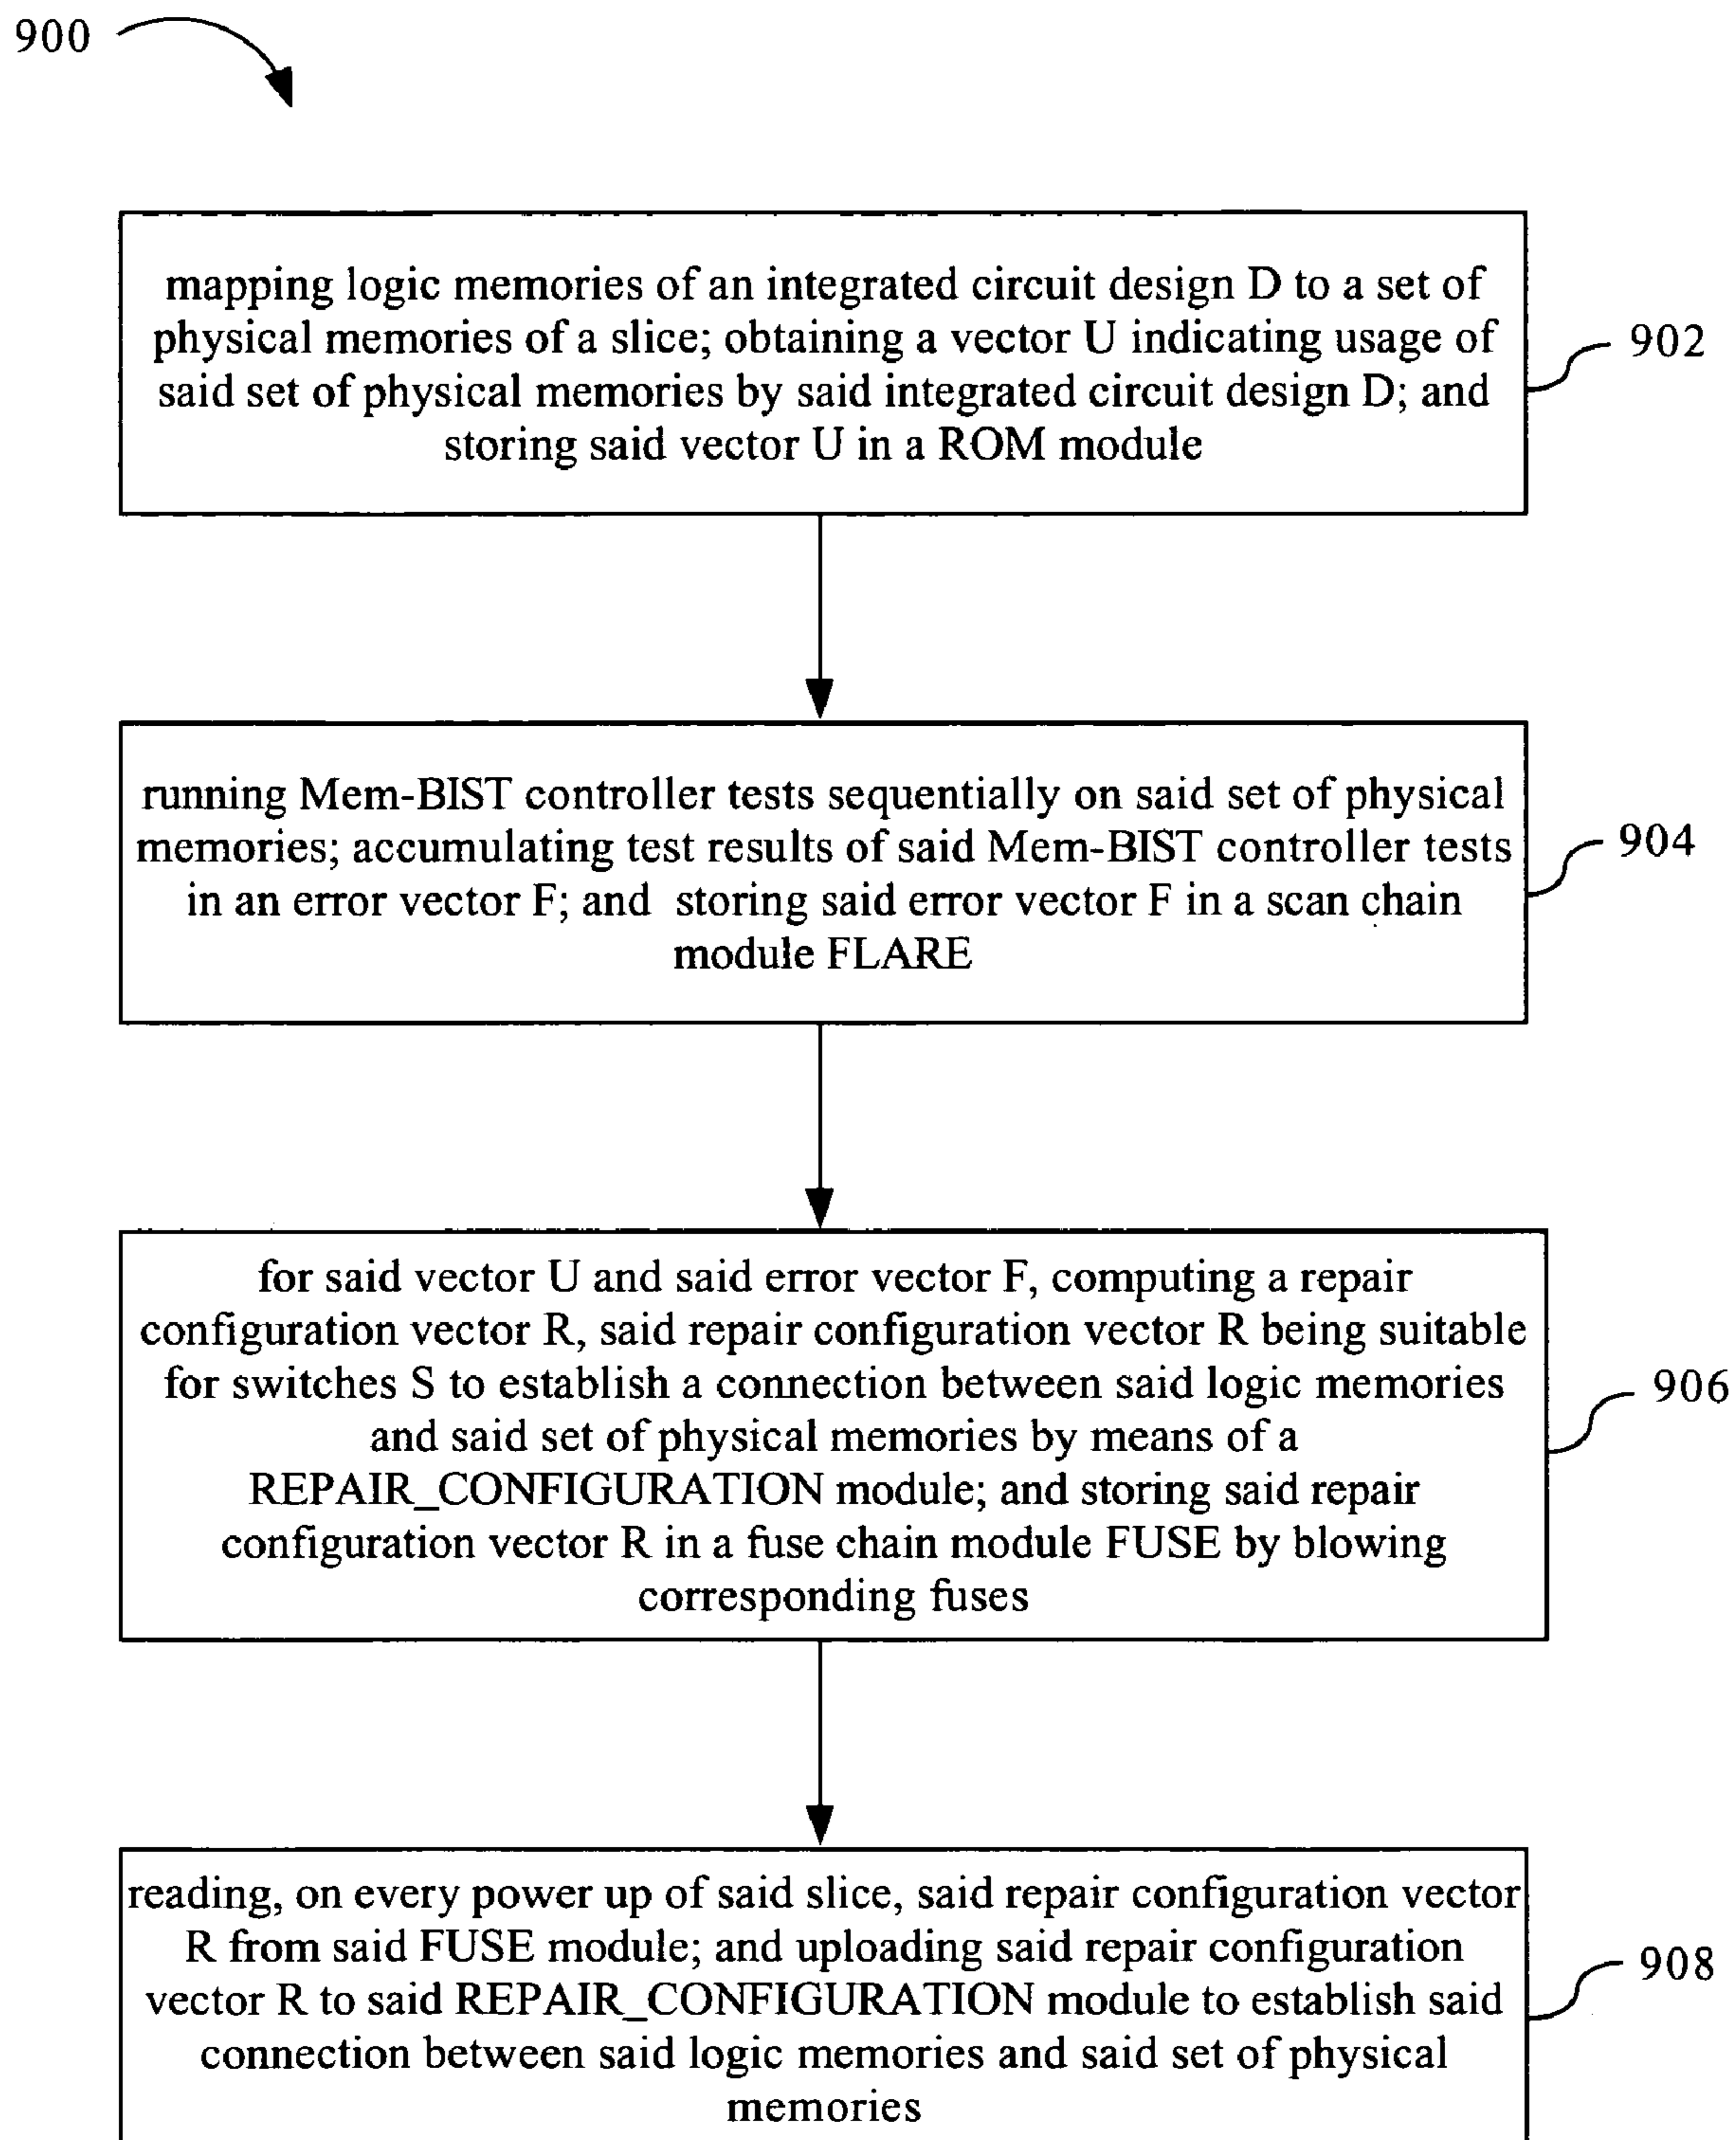 900
mapping logic memories of an integrated circuit design D to a set of
physical memories of a slice; obtaining a vector U indicating usage of
said set of physical memories by said integrated circuit design D; and
storing said vector U in a ROM module
902
running Mem-BIST controller tests sequentially on said set of physical
memories; accumulating test results of said Mem-BIST controller tests
in an error vector F; and storing said error vector F in a scan chain
module FLARE
904
for said vector U and said error vector F, computing a repair
configuration vector R, said repair configuration vector R being suitable
for switches S to establish a connection between said logic memories
and said set of physical memories by means of a
REPAIR_CONFIGURATION module; and storing said repair
configuration vector R in a fuse chain module FUSE by blowing
corresponding fuses
906
reading, on every power up of said slice, said repair configuration vector
R from said FUSE module; and uploading said repair configuration
vector R to said REPAIR_CONFIGURATION module to establish said
connection between said logic memories and said set of physical
memories
908